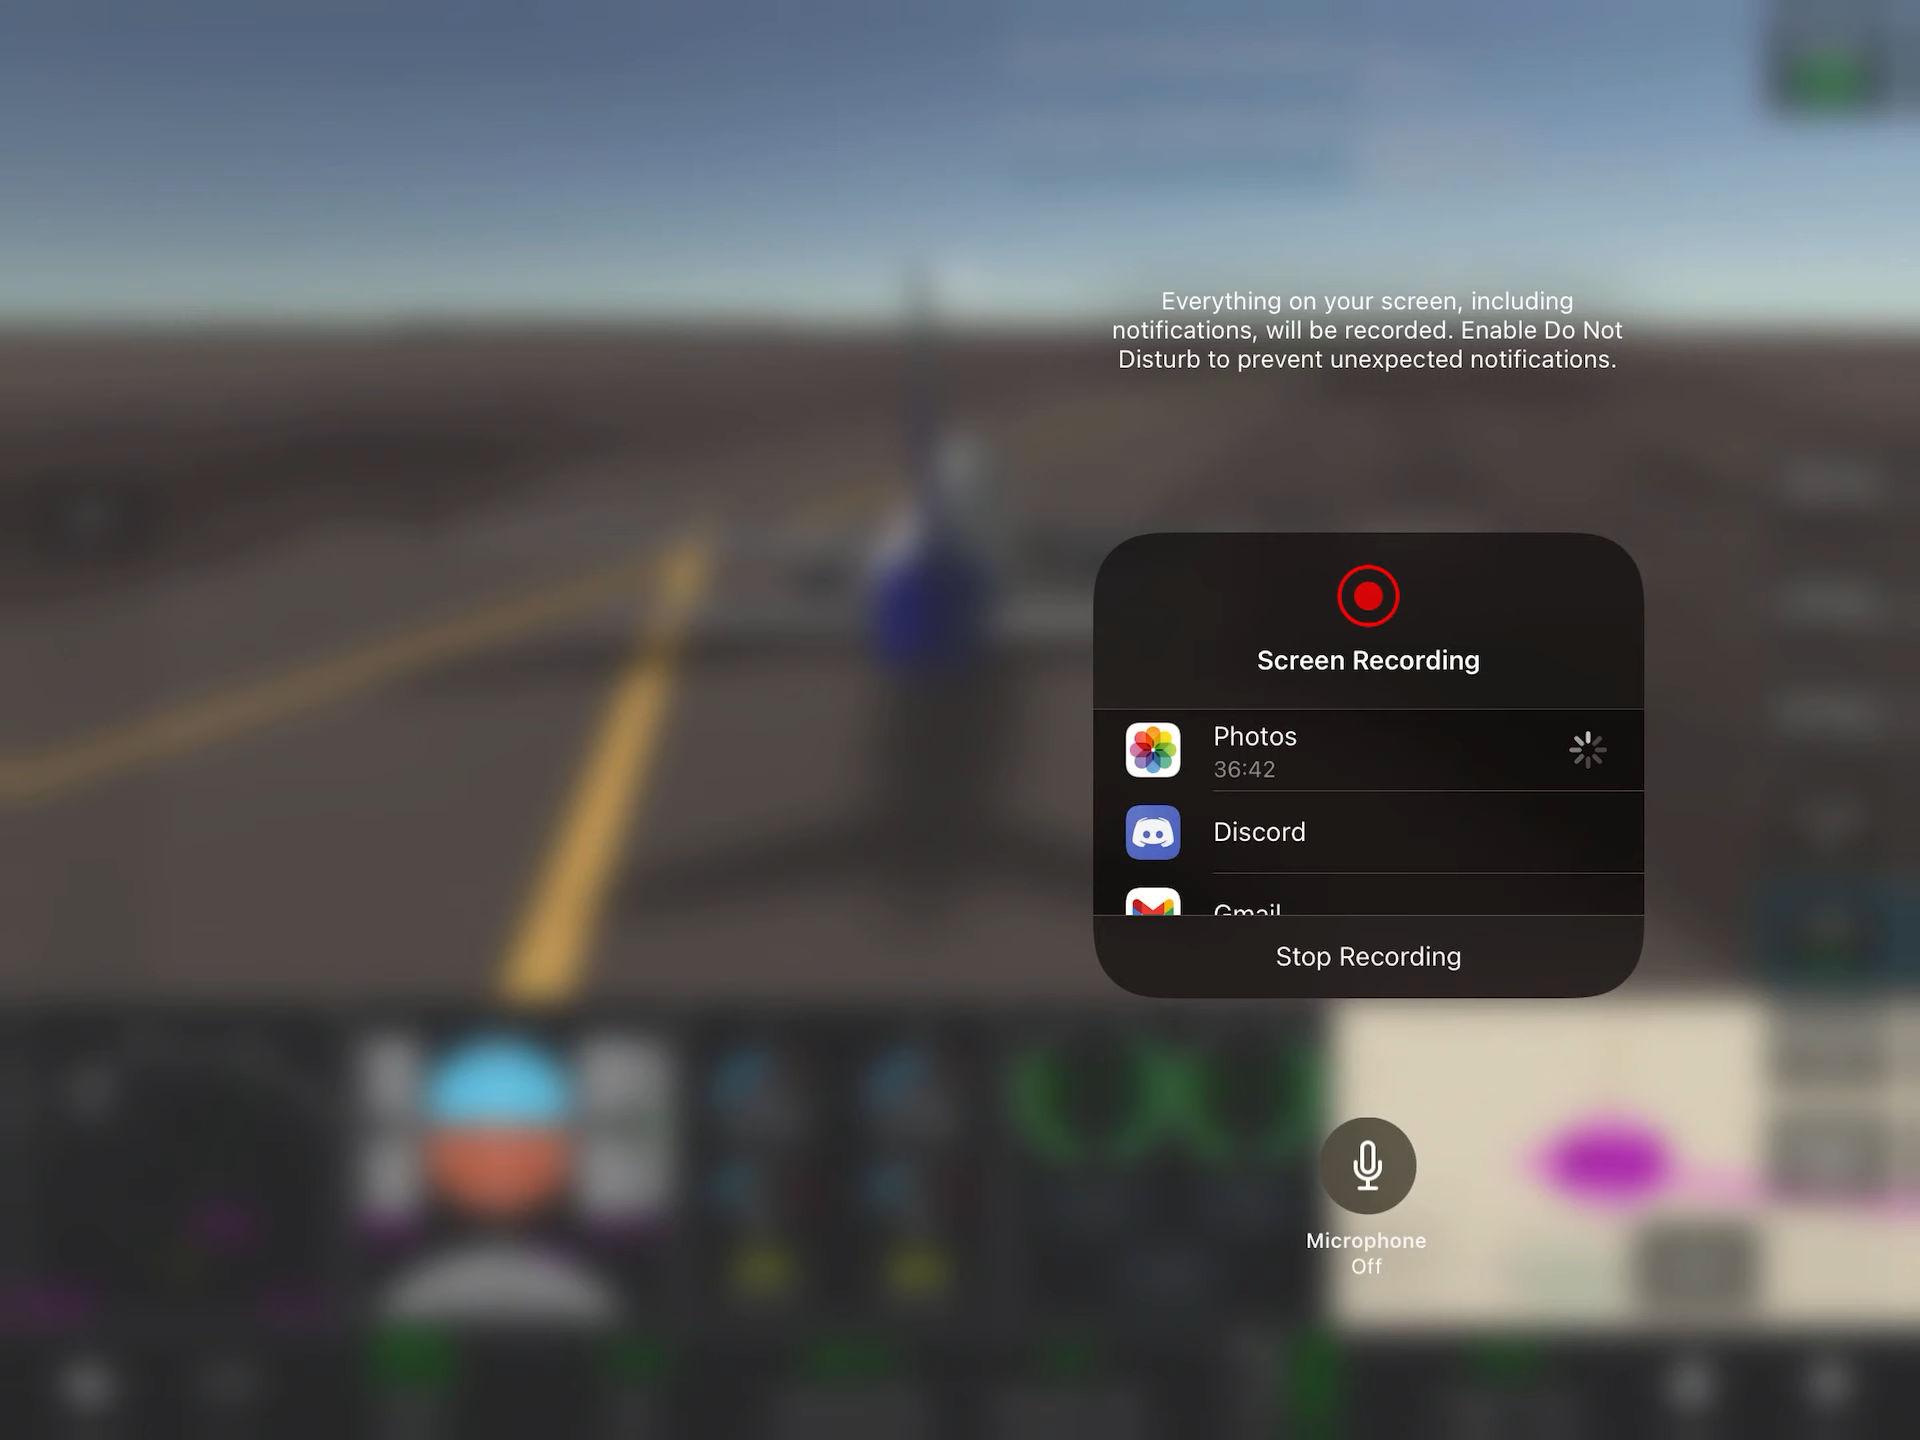 Everything on your screen, including
notifications, will be recorded. Enable Do Not
Disturb to prevent unexpected notifications.
Screen Recording
Photos
36:42
Discord
Gmail
Stop Recording
Microphone
Off